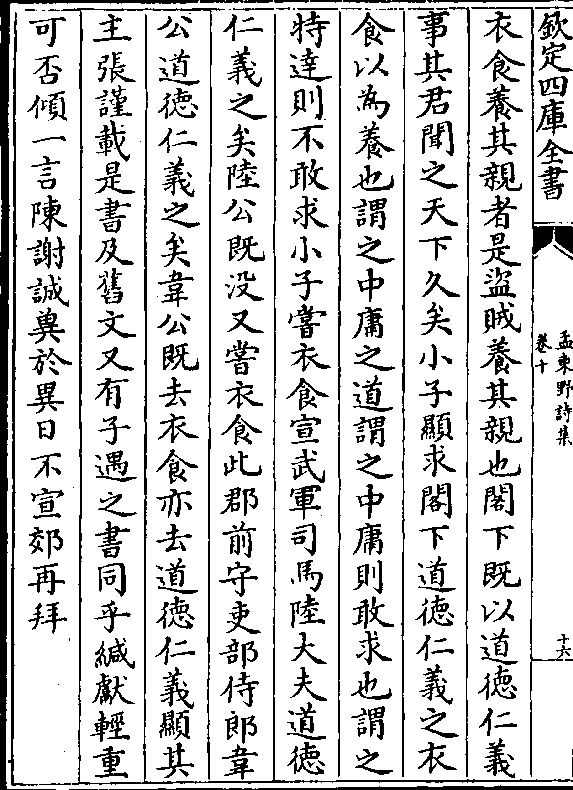 欽定四庫全書
孟東野詩集
卷十
十六
衣食養其親者是盜賊養其親也閣下既以道德仁義
事其君聞之天下久矣小子願求閣下道德仁義之衣
食以為養也謂之中庸之道謂之中庸則敢求也謂之
特達則不敢求小子嘗衣食宣武軍司馬陸大夫道德
仁義之矣陸公既没又嘗衣食此郡前守吏部侍郎韋
公道德仁義之矣韋公既去衣食亦去道德仁義顯其
主張謹載是書及舊文又有子遇之書同乎緘獻輕重
可否傾一言陳謝誠冀於異日不宣郊再拜